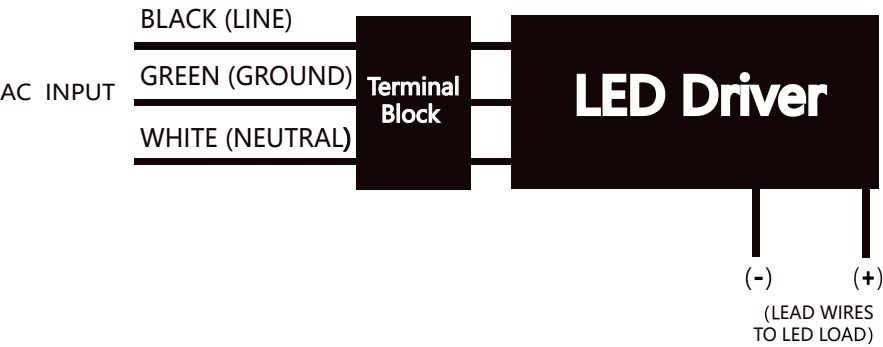 BLACK (LINE)
AC INPUT
GREEN (GROUND)
WHITE (NEUTRAL)
Terminal
Block
LED Driver
(-)
(+)
(LEAD WIRES
TO LED LOAD)